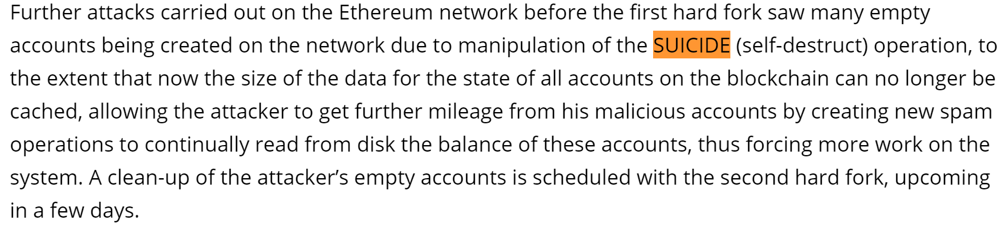 Further attacks carried out on the Ethereum network before the first hard fork saw many empty
accounts being created on the network due to manipulation of the SUICIDE (self-destruct) operation, to
the extent that now the size of the data for the state of all accounts on the blockchain can no longer be
cached, allowing the attacker to get further mileage from his malicious accounts by creating new spam
operations to continually read from disk the balance of these accounts, thus forcing more work on the
system. A clean-up of the attacker’s empty accounts is scheduled with the second hard fork, upcoming
in a few days.